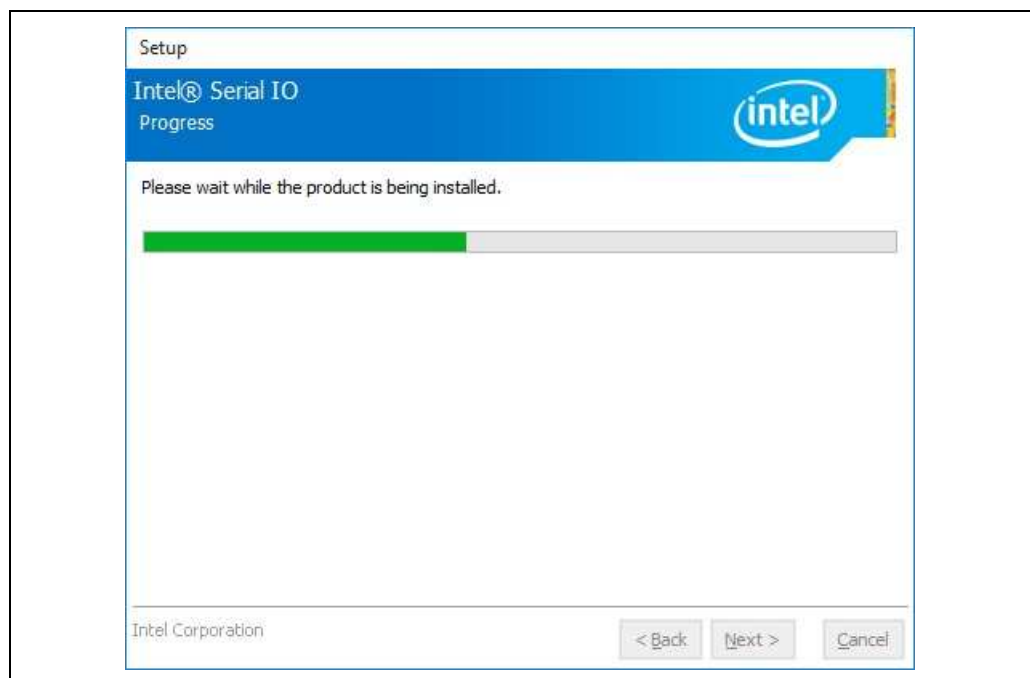 Setup
Intel® Serial IO
Progress
intel
Please wait while the product is being installed.
Intel Corporation
< Back Next > Cancel